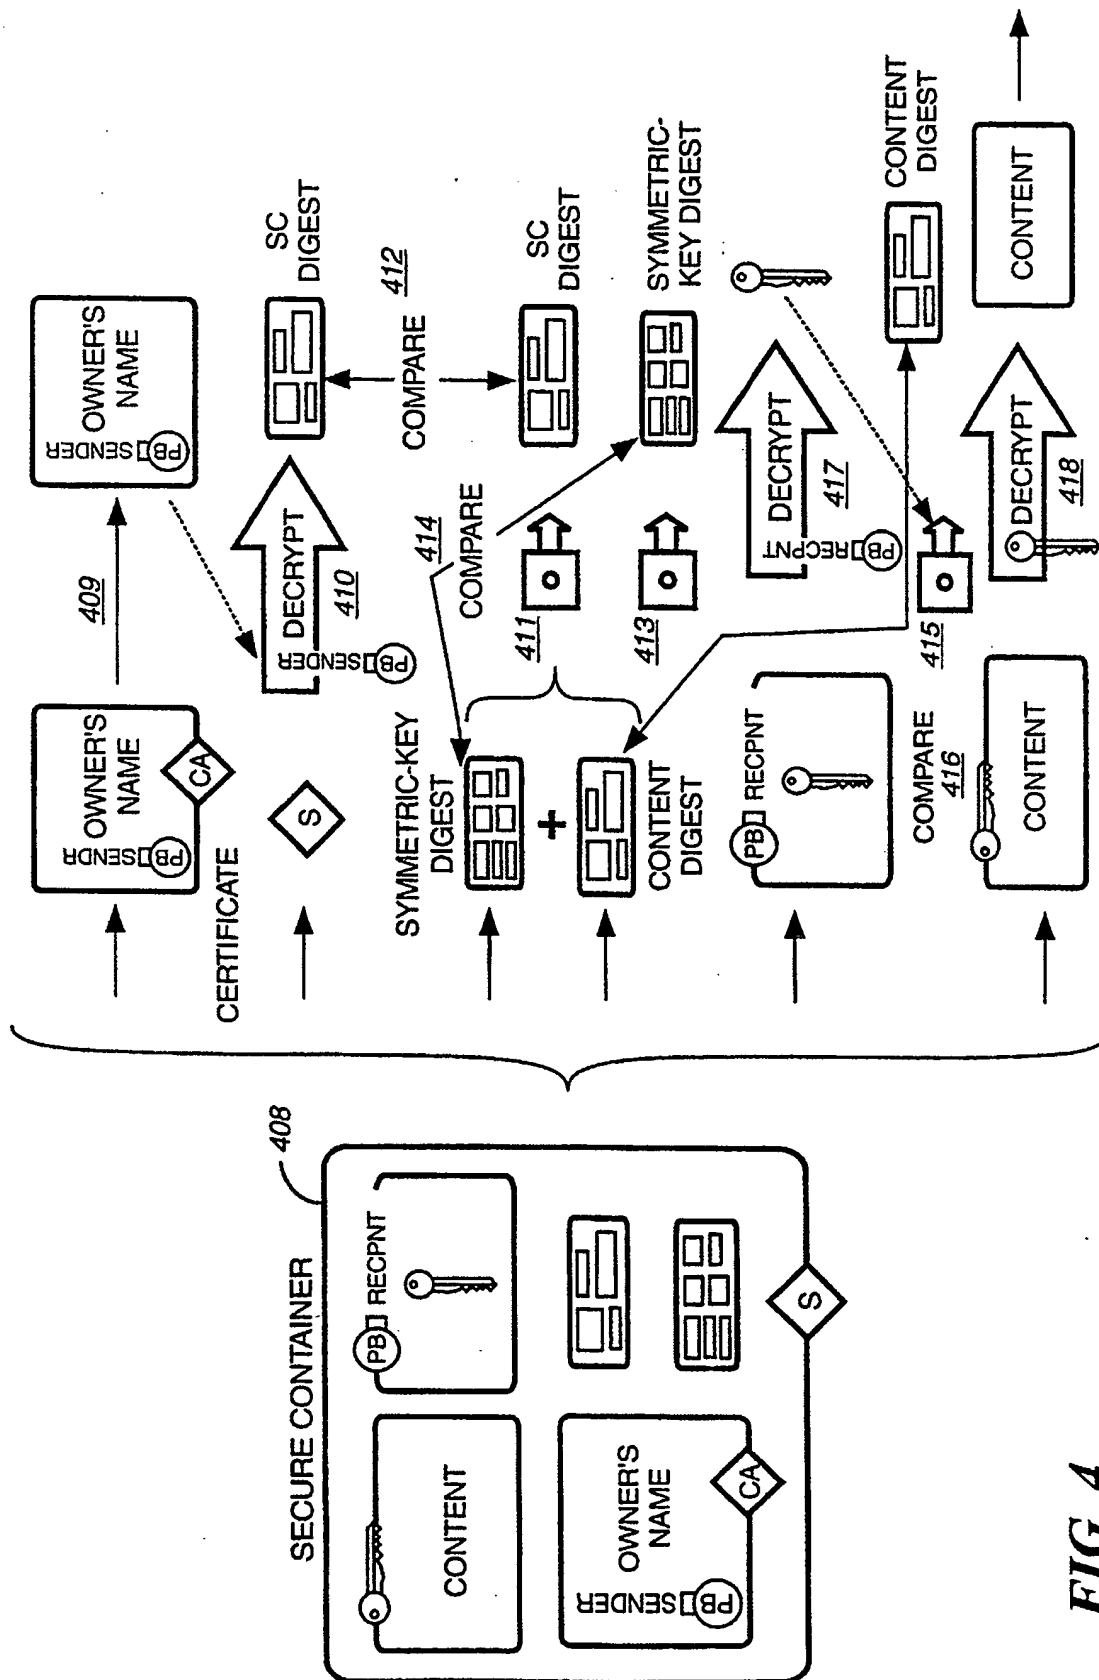 SECURE CONTAINER
408
CONTENT
PB RECPNT
PB SENDER
OWNER'S
NAME
CA
S
PB SENDR
OWNER'S
NAME
CA
CERTIFICATE
409
PB SENDER
OWNER'S
NAME
S
PB SENDER
DECRYPT
410
SC
DIGEST
COMPARE
412
SYMMETRIC-KEY
DIGEST
+
CONTENT
DIGEST
414
COMPARE
411
SC
DIGEST
413
SYMMETRIC-
KEY DIGEST
PB RECPNT
PB RECPNT
DECRYPT
417
COMPARE
416
415
CONTENT
DIGEST
CONTENT
DECRYPT
418
CONTENT
FIG. 4